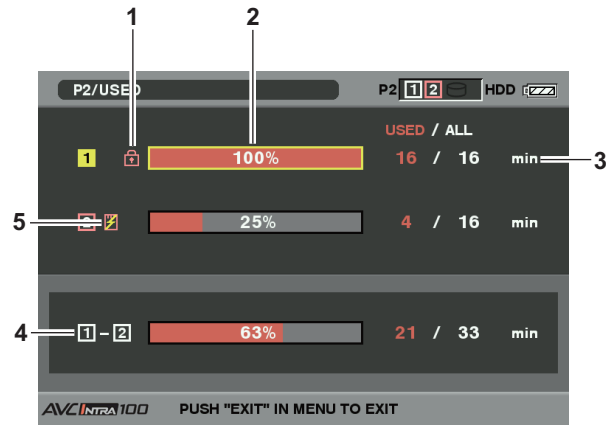 1 2
P2/USED P2 1 2 HDD
USED / ALL
1 100% 16 / 16 min 3
5 2 25% 4 / 16 min
4 1 – 2 63% 21 / 33 min
AVC INTRA 100 PUSH "EXIT" IN MENU TO EXIT